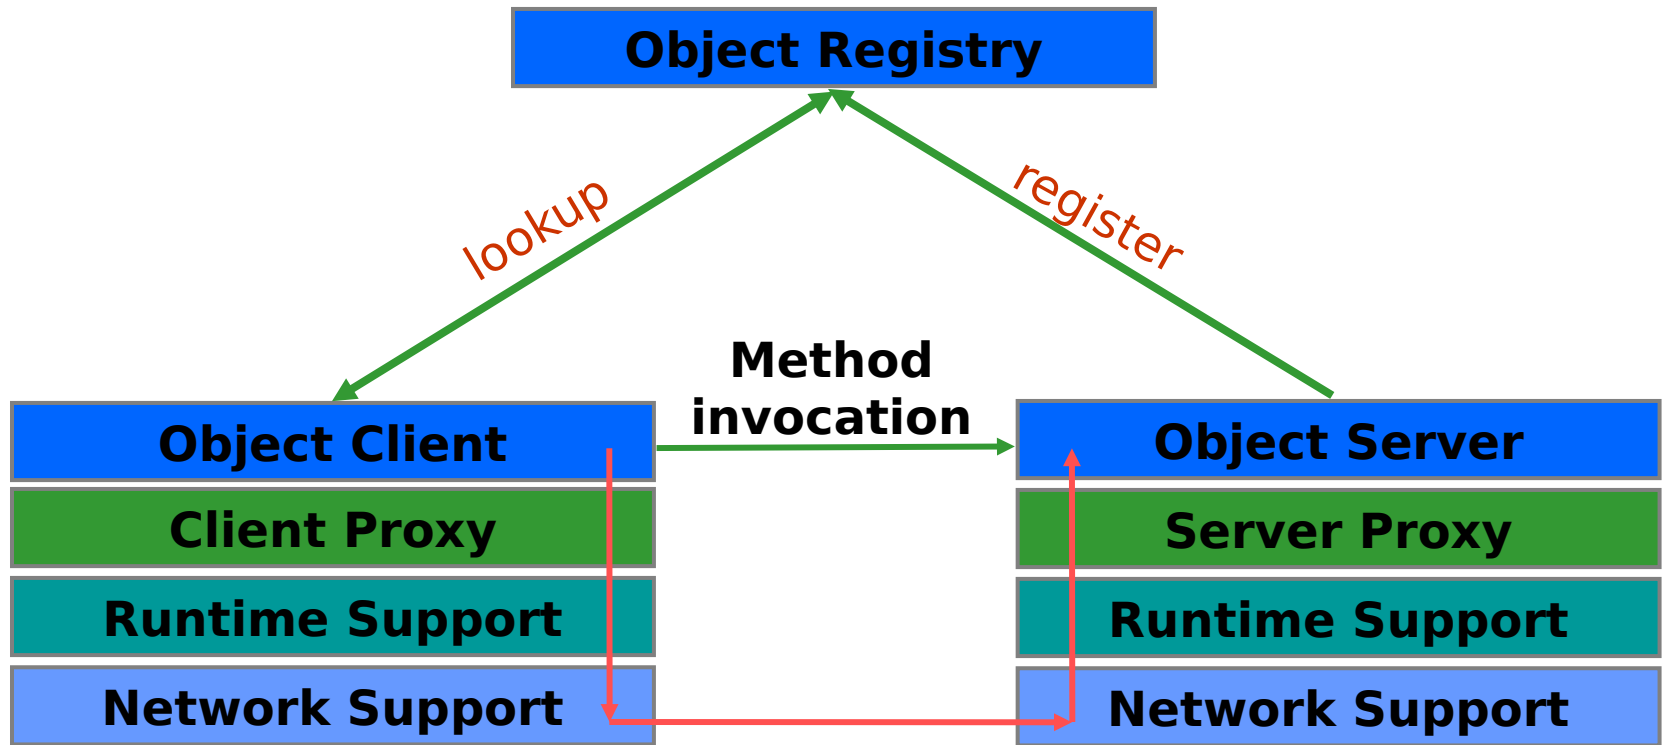 Object Registry
lookup
register
Method
invocation
Object Client
Object Server
Client Proxy
Server Proxy
Runtime Support
Runtime Support
Network Support
Network Support